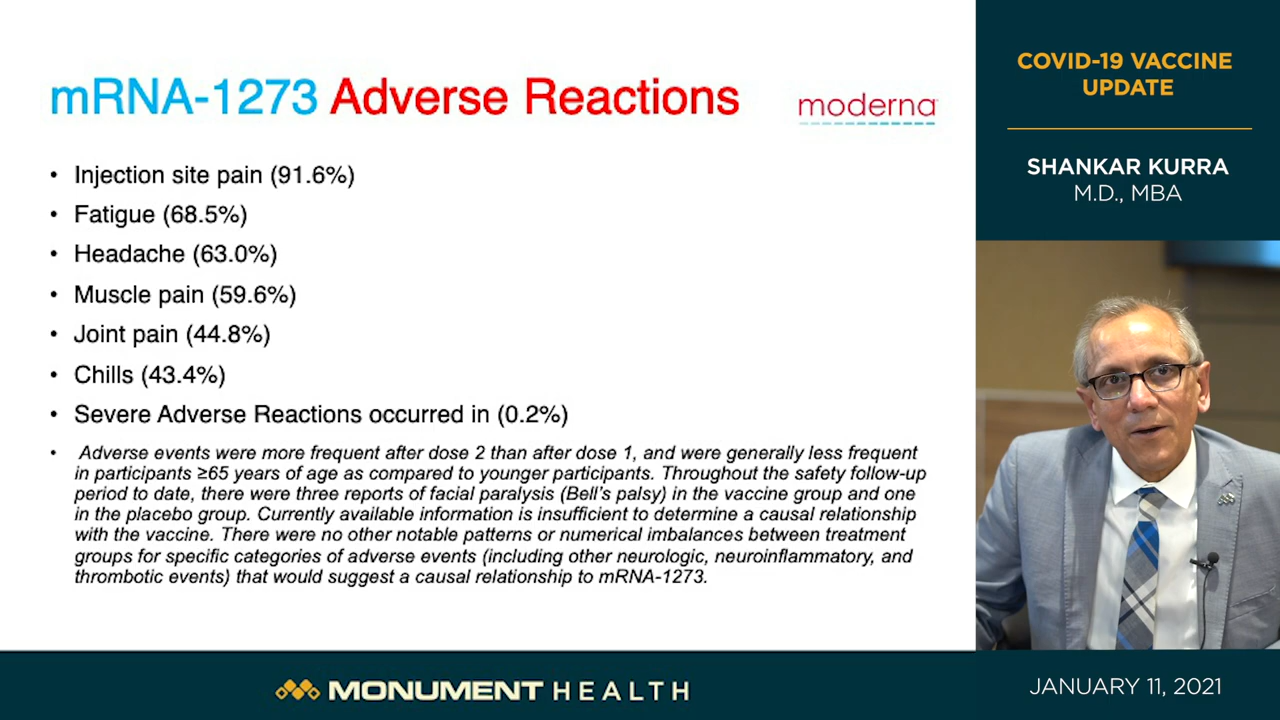 mRNA-1273 Adverse Reactions
moderna
• Injection site pain (91.6%)
• Fatigue (68.5%)
• Headache (63.0%)
• Muscle pain (59.6%)
• Joint pain (44.8%)
• Chills (43.4%)
• Severe Adverse Reactions occurred in (0.2%)
• Adverse events were more frequent after dose 2 than after dose 1, and were generally less frequent
in participants ≥65 years of age as compared to younger participants. Throughout the safety follow-up
period to date, there were three reports of facial paralysis (Bell's palsy) in the vaccine group and one
in the placebo group. Currently available information is insufficient to determine a causal relationship
with the vaccine. There were no other notable patterns or numerical imbalances between treatment
groups for specific categories of adverse events (including other neurologic, neuroinflammatory, and
thrombotic events) that would suggest a causal relationship to mRNA-1273.
COVID-19 VACCINE
UPDATE
SHANKAR KURRA
M.D., MBA
MONUMENT HEALTH
JANUARY 11, 2021